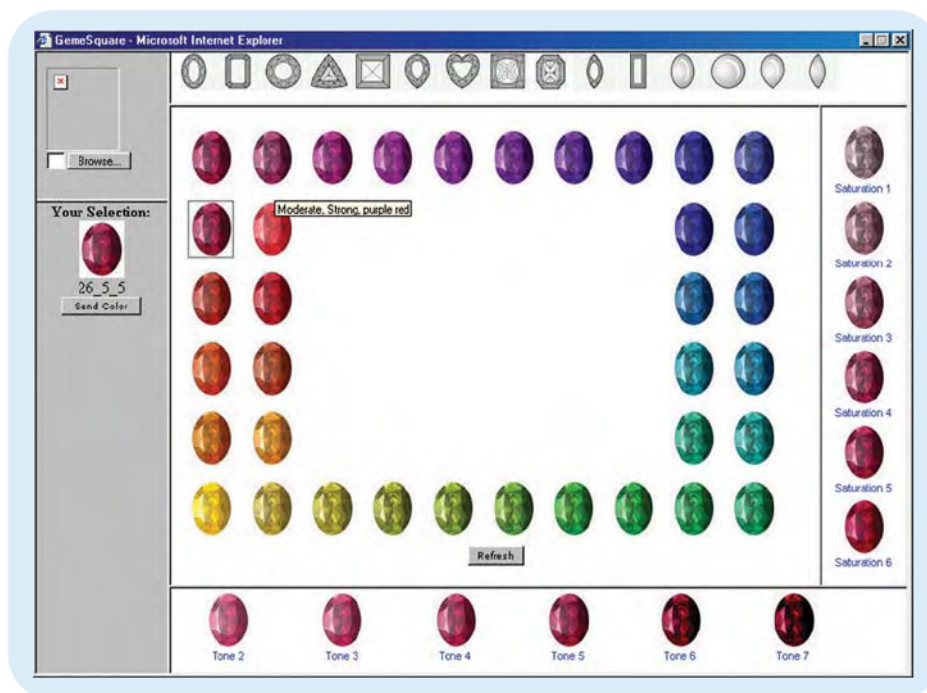 GemeSquare - Microsoft Internet Explorer
Browse...
Your Selection:
26_5_5
Send Color
Moderate, Strong, purple red
Refresh
Saturation 1
Saturation 2
Saturation 3
Saturation 4
Saturation 5
Saturation 6
Tone 2
Tone 3
Tone 4
Tone 5
Tone 6
Tone 7